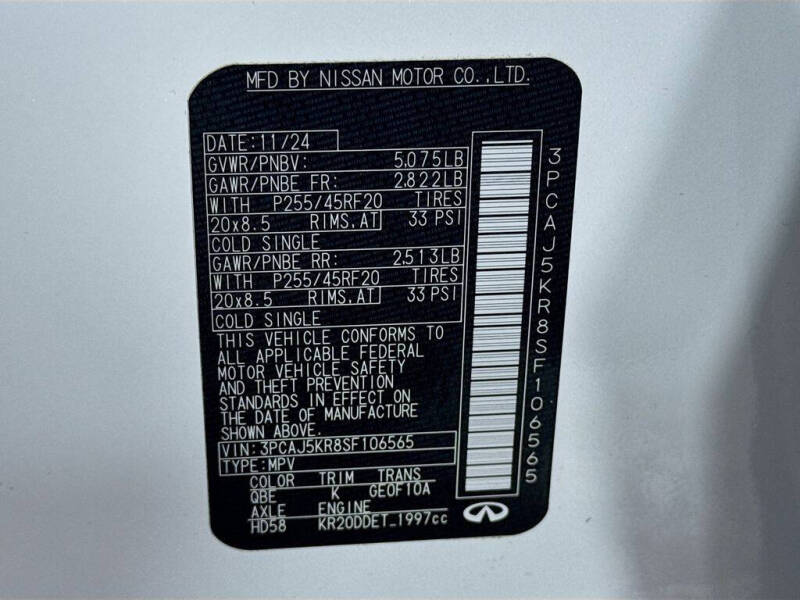 MFD BY NISSAN MOTOR CO.,LTD.
DATE:11/24
GVWR/PNBV: 5,075LB
GAWR/PNBE FR: 2,822LB
WITH P255/45RF20 TIRES
20x8.5 RIMS,AT 33 PSI
COLD SINGLE
GAWR/PNBE RR: 2,513LB
WITH P255/45RF20 TIRES
20x8.5 RIMS,AT 33 PSI
COLD SINGLE
THIS VEHICLE CONFORMS TO
ALL APPLICABLE FEDERAL
MOTOR VEHICLE SAFETY
AND THEFT PREVENTION
STANDARDS IN EFFECT ON
THE DATE OF MANUFACTURE
SHOWN ABOVE.
VIN:3PCAJ5KR8SF106565
TYPE:MPV
COLOR TRIM TRANS
QBE K GEOF10A
AXLE ENGINE
HD58 KR20DDET_1997cc
3PCAJ5KR8SF106565